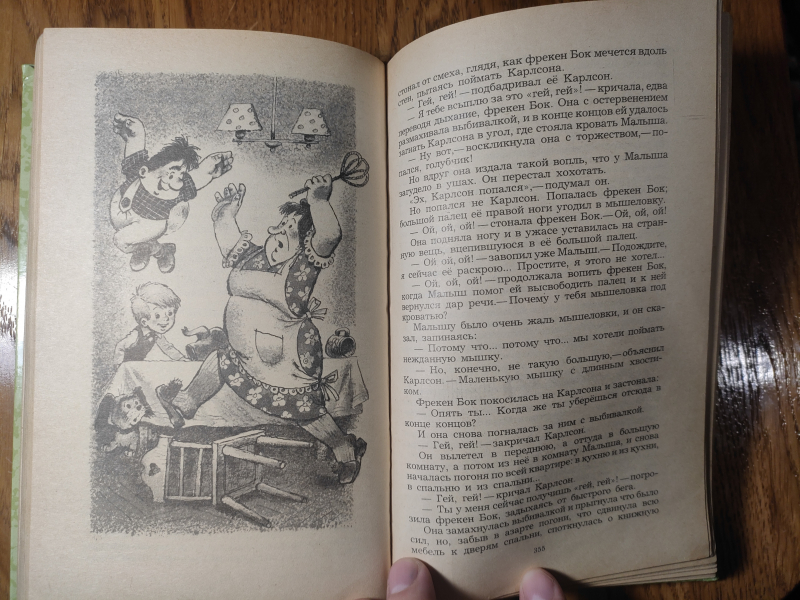 стонал от смеха, глядя, как фрекен Бок мечется вдоль
стен, пытаясь поймать Карлсона.
— Гей, гей! — подбадривал её Карлсон.
— Я тебе всыплю за это «гей, гей»! — кричала, едва
переводя дыхание, фрекен Бок. Она с остервенением
размахивала выбивалкой, и в конце концов ей удалось
загнать Карлсона в угол, где стояла кровать Малыша.
— Ну вот,— воскликнула она с торжеством,— по-
пался, голубчик!
Но вдруг она издала такой вопль, что у Малыша
загудело в ушах. Он перестал хохотать.
«Эх, Карлсон попался»,— подумал он.
Но попался не Карлсон. Попалась фрекен Бок;
большой палец её правой ноги угодил в мышеловку.
— Ой, ой, ой! — стонала фрекен Бок.— Ой, ой, ой!
Она подняла ногу и в ужасе уставилась на стран-
ную вещь, вцепившуюся в её большой палец.
— Ой, ой, ой! — завопил уже Малыш.— Подождите,
я сейчас её раскрою... Простите, я этого не хотел...
— Ой, ой, ой! — продолжала вопить фрекен Бок,
когда Малыш помог ей высвободить палец и к ней
вернулся дар речи.— Почему у тебя мышеловка под
кроватью?
Малышу было очень жаль мышеловки, и он ска-
зал, запинаясь:
— Потому что... потому что... мы хотели поймать
нежданную мышку.
— Но, конечно, не такую большую,— объяснил
Карлсон.— Маленькую мышку с длинным хвости-
ком.
Фрекен Бок покосилась на Карлсона и застонала:
— Опять ты... Когда же ты уберёшься отсюда в
конце концов?
И она снова погналась за ним с выбивалкой.
— Гей, гей! — закричал Карлсон.
Он вылетел в переднюю, а оттуда в большую
комнату, а потом из неё в комнату Малыша, и снова
началась погоня по всей квартире: в кухню и из кухни,
в спальню и из спальни...
— Гей, гей! — кричал Карлсон.
— Ты у меня сейчас получишь «гей, гей»! — погро-
зила фрекен Бок, задыхаясь от быстрого бега.
Она замахнулась выбивалкой и прыгнула что было
сил, но, забыв в азарте погони, что сдвинула всю
мебель к дверям спальни, споткнулась о книжную
355